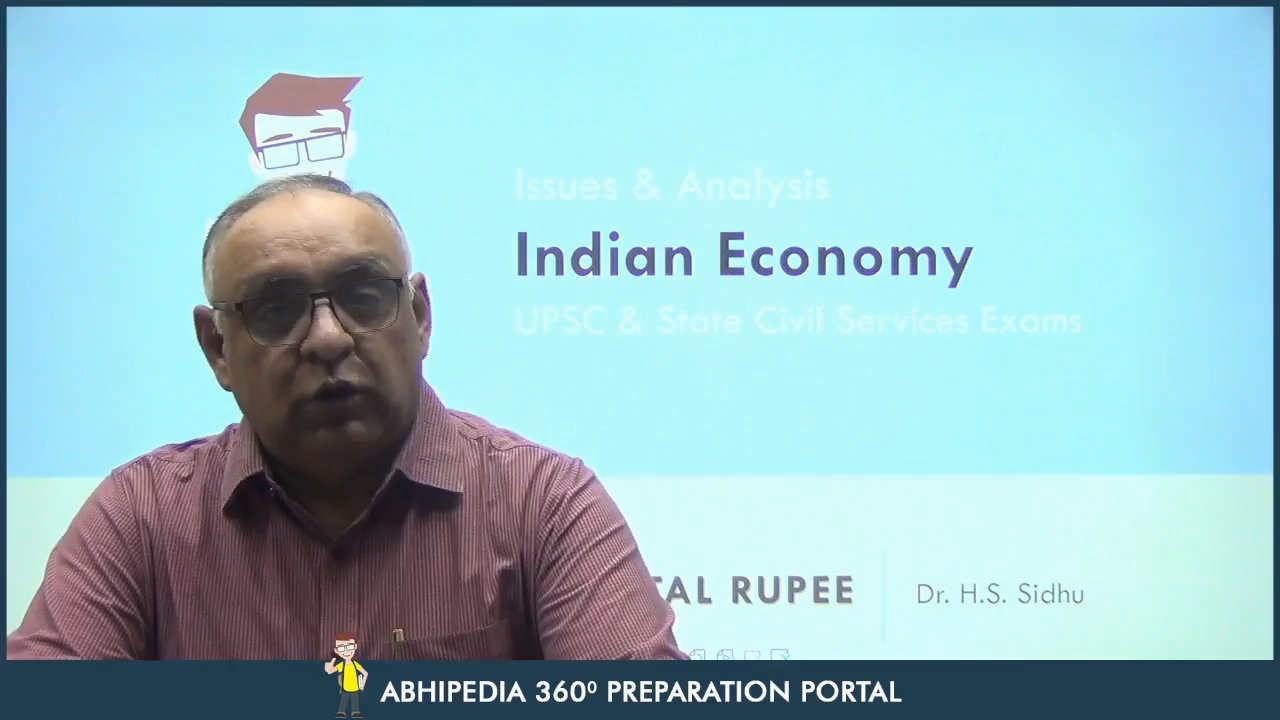 Issues & Analysis
Indian Economy
UPSC & State Civil Services Exams
TAL RUPEE
Dr. H.S. Sidhu
ABHIPEDIA 360⁰ PREPARATION PORTAL